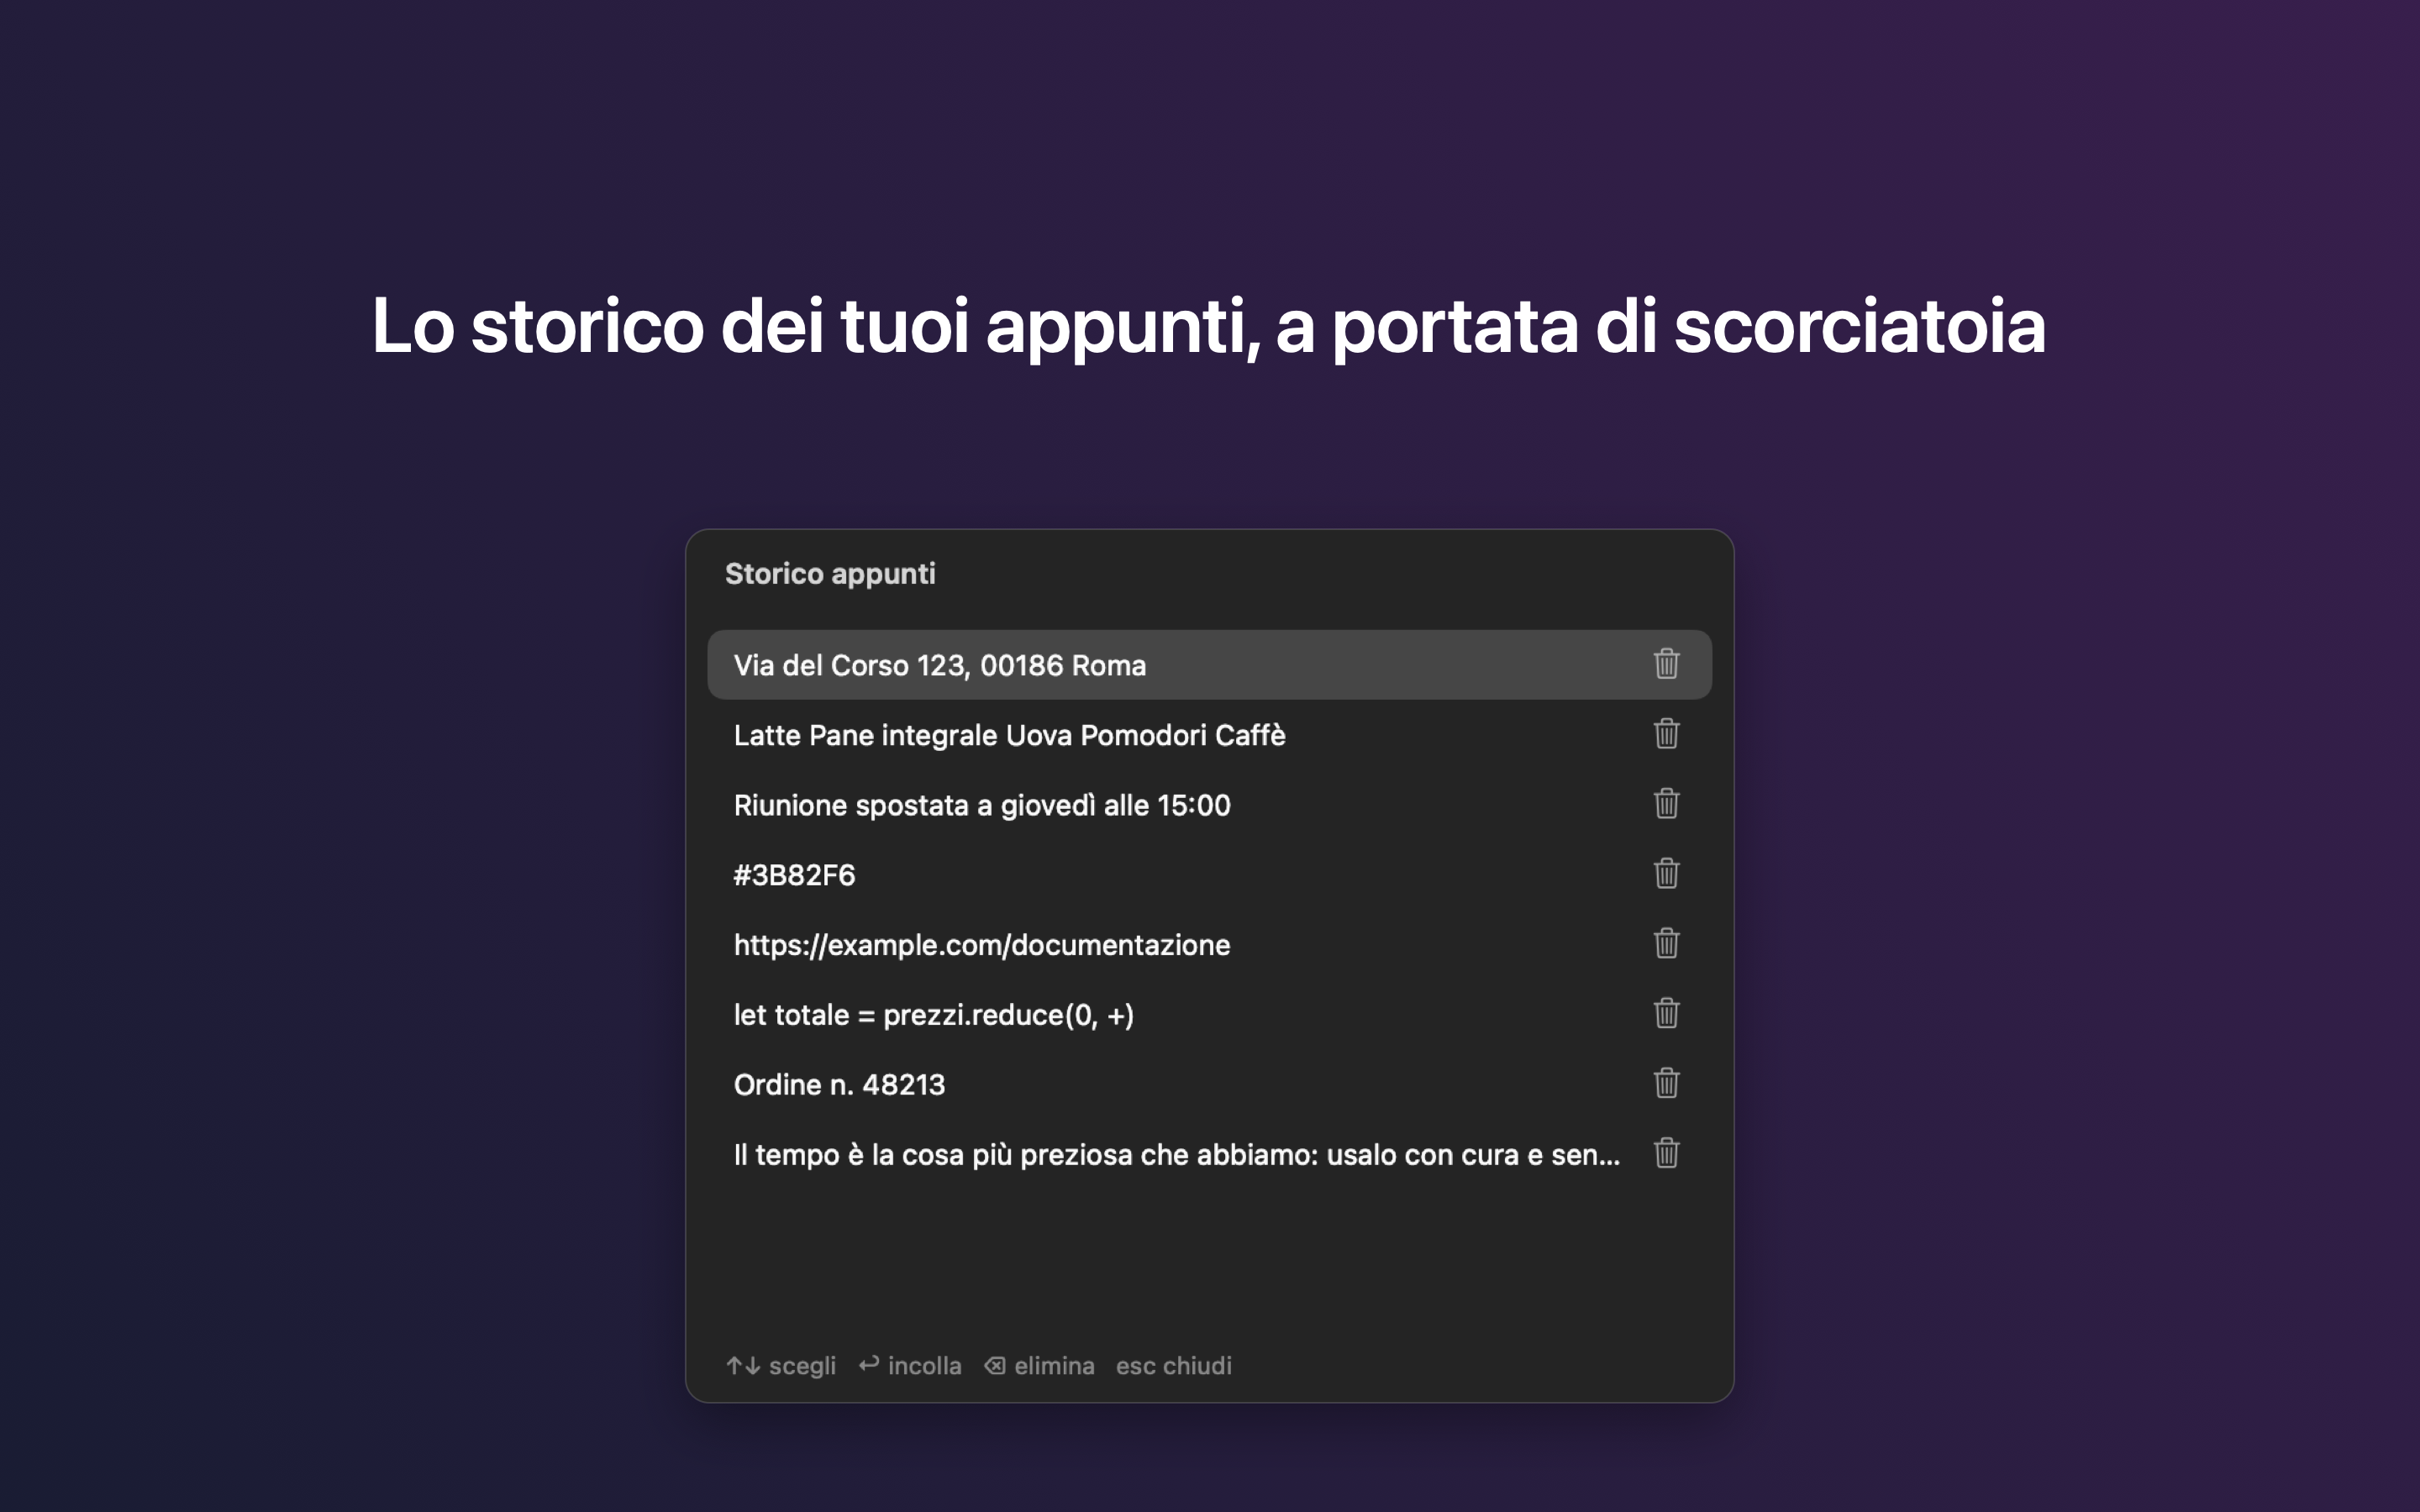 Lo storico dei tuoi appunti, a portata di scorciatoia
Storico appunti
Via del Corso 123, 00186 Roma
Latte Pane integrale Uova Pomodori Caffè
Riunione spostata a giovedì alle 15:00
#3B82F6
https://example.com/documentazione
let totale = prezzi.reduce(0, +)
Ordine n. 48213
Il tempo è la cosa più preziosa che abbiamo: usalo con cura e sen...
↑↓ scegli ↩ incolla ⌫ elimina esc chiudi